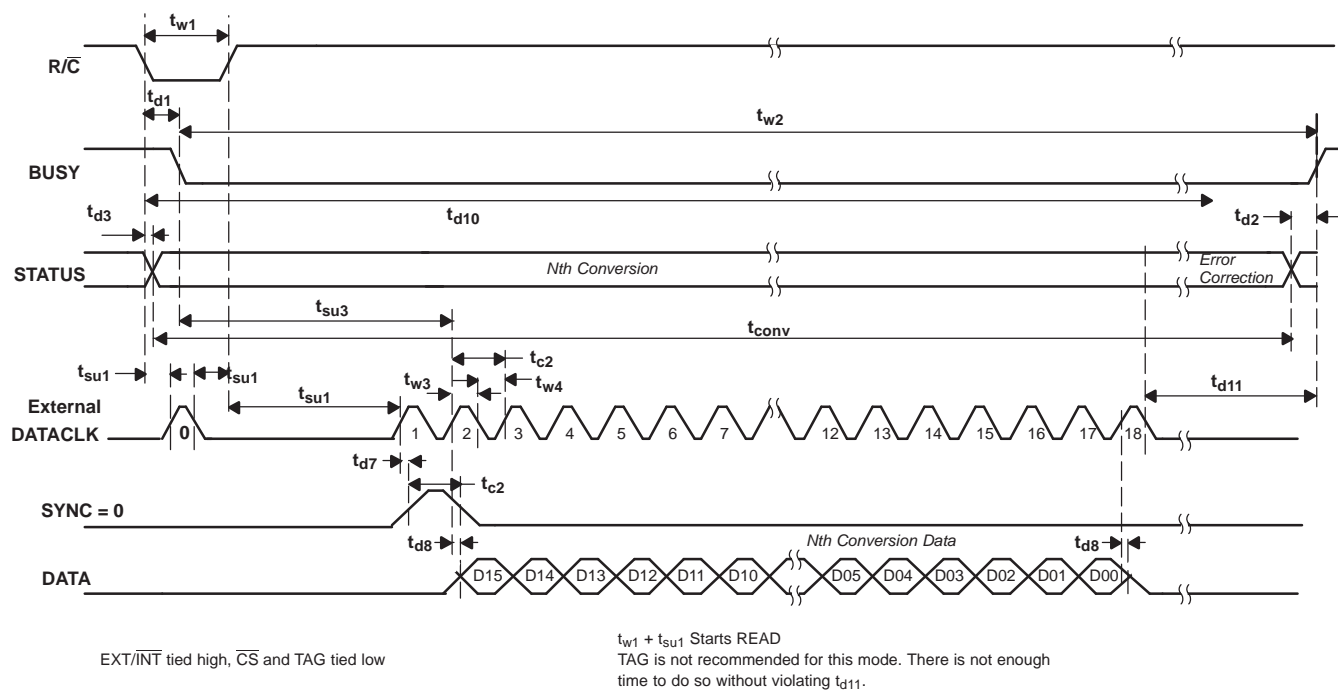 tw1
R/C̅
td1
tw2
BUSY
td3
td10
td2
STATUS
Nth Conversion
Error
Correction
tsu3
tconv
tsu1
tsu1
tc2
tw3
tw4
tsu1
td11
External
DATACLK
0
1
2
3
4
5
6
7
12
13
14
15
16
17
18
td7
tc2
SYNC = 0
td8
Nth Conversion Data
td8
DATA
D15
D14
D13
D12
D11
D10
D05
D04
D03
D02
D01
D00
EXT/I̅N̅T̅ tied high, C̅S̅ and TAG tied low
tw1 + tsu1 Starts READ
TAG is not recommended for this mode. There is not enough
time to do so without violating td11.